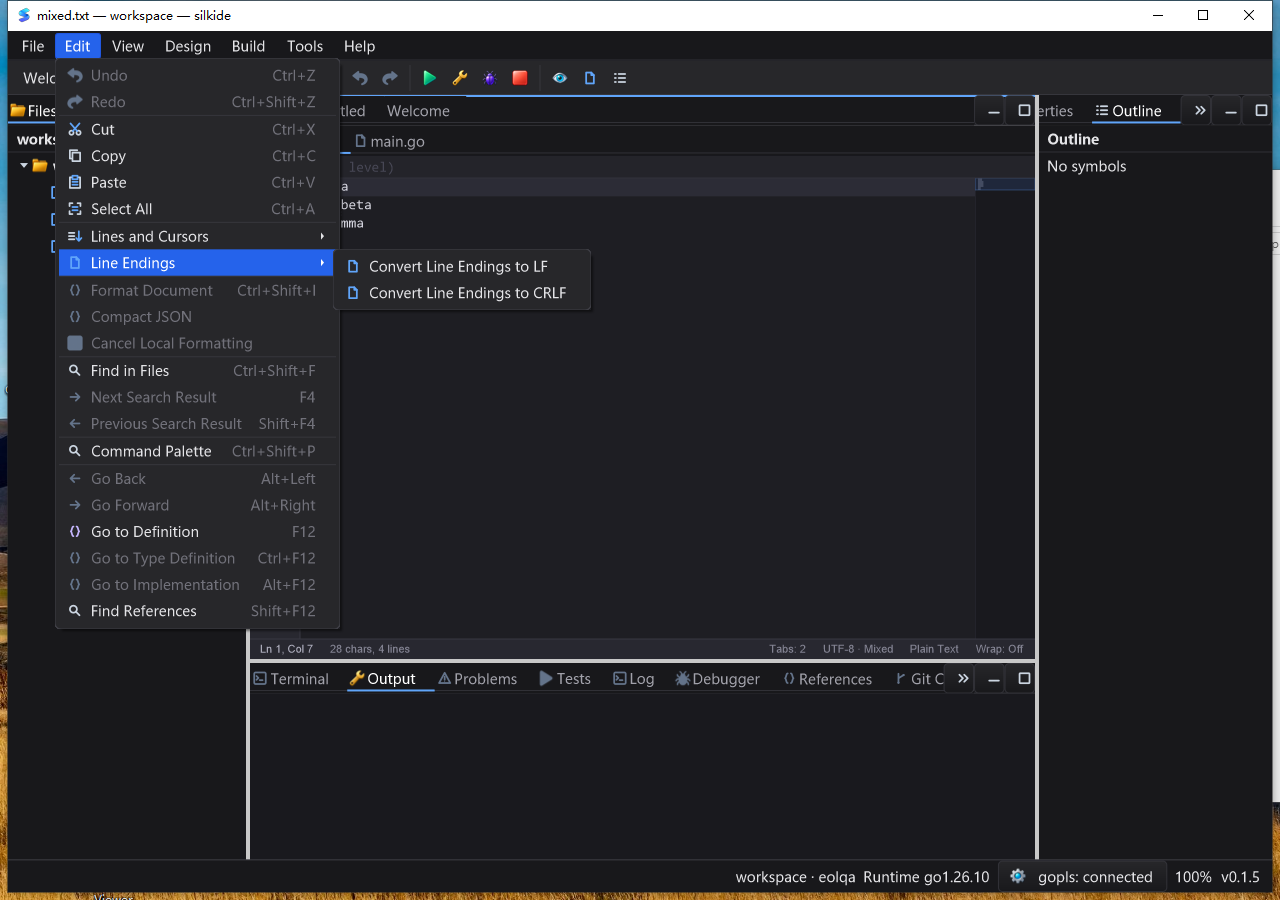 mixed.txt — workspace — silkide
File Edit View Design Build Tools Help
Welc
Files
tled Welcome
erties Outline
works
main.go
Outline
level)
No symbols
a
beta
mma
Undo Ctrl+Z
Redo Ctrl+Shift+Z
Cut Ctrl+X
Copy Ctrl+C
Paste Ctrl+V
Select All Ctrl+A
Lines and Cursors
Line Endings
Convert Line Endings to LF
Convert Line Endings to CRLF
Format Document Ctrl+Shift+I
Compact JSON
Cancel Local Formatting
Find in Files Ctrl+Shift+F
Next Search Result F4
Previous Search Result Shift+F4
Command Palette Ctrl+Shift+P
Go Back Alt+Left
Go Forward Alt+Right
Go to Definition F12
Go to Type Definition Ctrl+F12
Go to Implementation Alt+F12
Find References Shift+F12
Ln 1, Col 7 28 chars, 4 lines Tabs: 2 UTF-8 · Mixed Plain Text Wrap: Off
Terminal Output Problems Tests Log Debugger References Git C
workspace · eolqa Runtime go1.26.10 gopls: connected 100% v0.1.5
Viewer